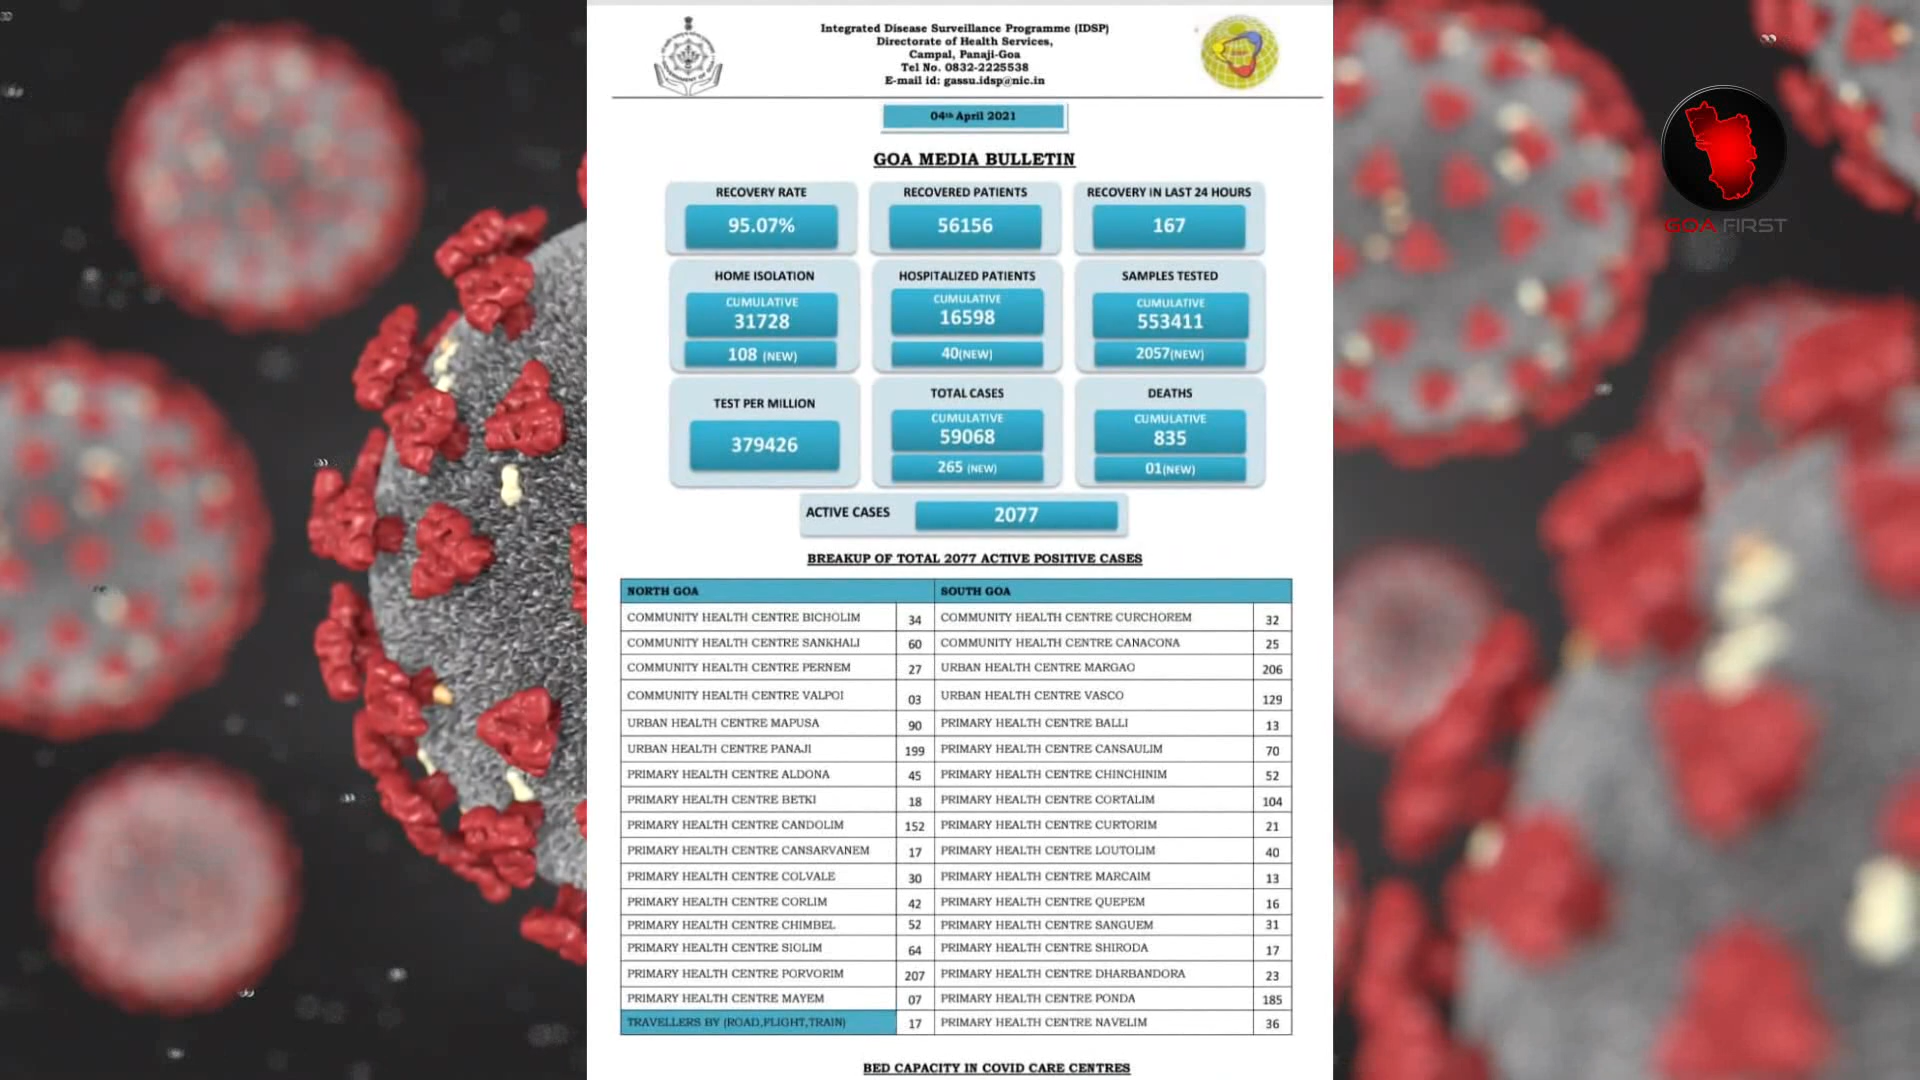 Integrated Disease Surveillance Programme (IDSP)
Directorate of Health Services,
Campal, Panaji-Goa
Tel No. 0832-2225538
E-mail id: gassu.idsp@nic.in
04th April 2021
GOA MEDIA BULLETIN
RECOVERY RATE
95.07%
RECOVERED PATIENTS
56156
RECOVERY IN LAST 24 HOURS
167
HOME ISOLATION
CUMULATIVE
31728
108 (NEW)
HOSPITALIZED PATIENTS
CUMULATIVE
16598
40(NEW)
SAMPLES TESTED
CUMULATIVE
553411
2057(NEW)
TEST PER MILLION
379426
TOTAL CASES
CUMULATIVE
59068
265 (NEW)
DEATHS
CUMULATIVE
835
01(NEW)
ACTIVE CASES 2077
BREAKUP OF TOTAL 2077 ACTIVE POSITIVE CASES
NORTH GOA SOUTH GOA
COMMUNITY HEALTH CENTRE BICHOLIM 34 COMMUNITY HEALTH CENTRE CURCHOREM 32
COMMUNITY HEALTH CENTRE SANKHALI 60 COMMUNITY HEALTH CENTRE CANACONA 25
COMMUNITY HEALTH CENTRE PERNEM 27 URBAN HEALTH CENTRE MARGAO 206
COMMUNITY HEALTH CENTRE VALPOI 03 URBAN HEALTH CENTRE VASCO 129
URBAN HEALTH CENTRE MAPUSA 90 PRIMARY HEALTH CENTRE BALLI 13
URBAN HEALTH CENTRE PANAJI 199 PRIMARY HEALTH CENTRE CANSAULIM 70
PRIMARY HEALTH CENTRE ALDONA 45 PRIMARY HEALTH CENTRE CHINCHINIM 52
PRIMARY HEALTH CENTRE BETKI 18 PRIMARY HEALTH CENTRE CORTALIM 104
PRIMARY HEALTH CENTRE CANDOLIM 152 PRIMARY HEALTH CENTRE CURTORIM 21
PRIMARY HEALTH CENTRE CANSARVANEM 17 PRIMARY HEALTH CENTRE LOUTOLIM 40
PRIMARY HEALTH CENTRE COLVALE 30 PRIMARY HEALTH CENTRE MARCAIM 13
PRIMARY HEALTH CENTRE CORLIM 42 PRIMARY HEALTH CENTRE QUEPEM 16
PRIMARY HEALTH CENTRE CHIMBEL 52 PRIMARY HEALTH CENTRE SANGUEM 31
PRIMARY HEALTH CENTRE SIOLIM 64 PRIMARY HEALTH CENTRE SHIRODA 17
PRIMARY HEALTH CENTRE PORVORIM 207 PRIMARY HEALTH CENTRE DHARBANDORA 23
PRIMARY HEALTH CENTRE MAYEM 07 PRIMARY HEALTH CENTRE PONDA 185
TRAVELLERS BY (ROAD,FLIGHT,TRAIN) 17 PRIMARY HEALTH CENTRE NAVELIM 36
BED CAPACITY IN COVID CARE CENTRES
GOA FIRST